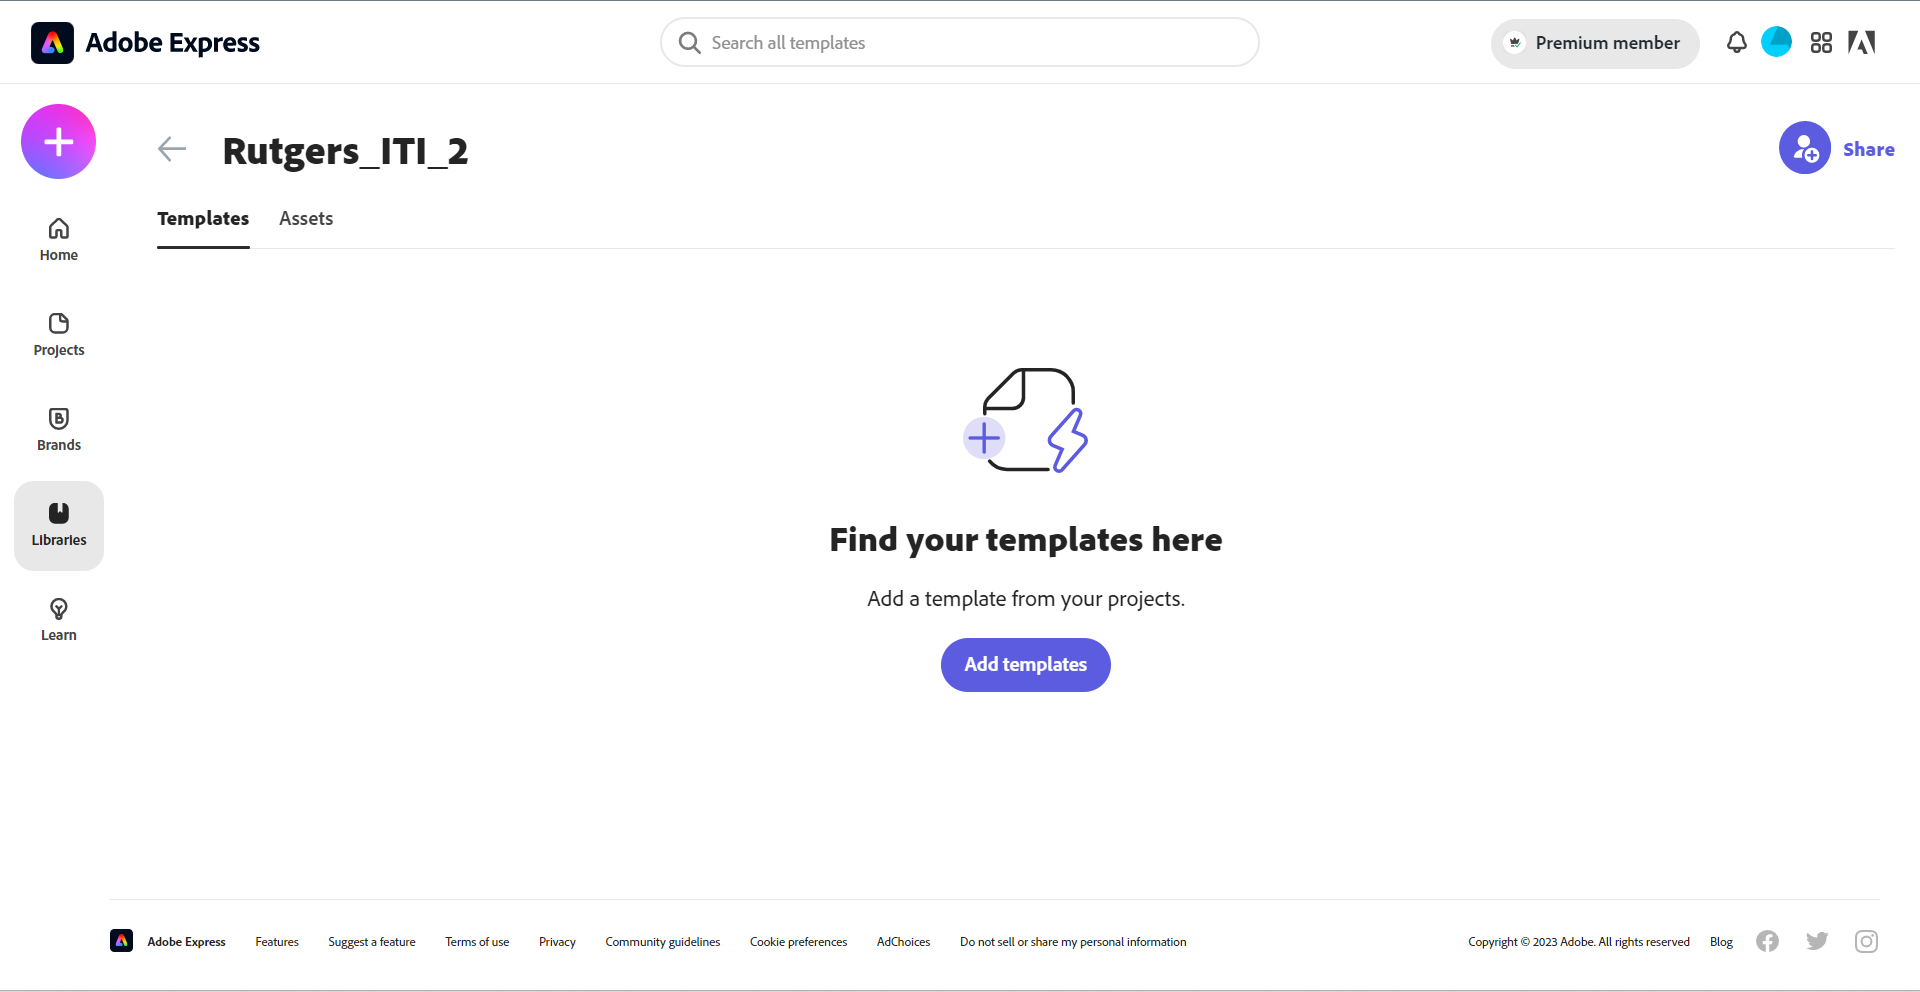 Adobe Express
Search all templates
Premium member
Rutgers_ITI_2
Share
Templates
Assets
Home
Projects
B
Brands
Libraries
Learn
Find your templates here
Add a template from your projects.
Add templates
Adobe Express
Features
Suggest a feature
Terms of use
Privacy
Community guidelines
Cookie preferences
AdChoices
Do not sell or share my personal information
Copyright © 2023 Adobe. All rights reserved
Blog